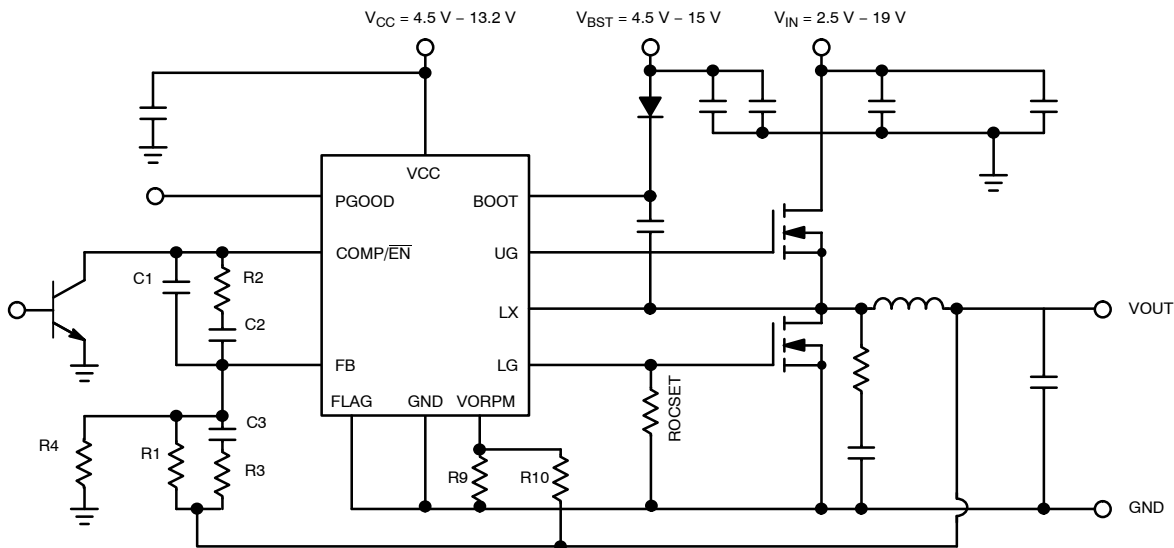 V_CC = 4.5 V − 13.2 V
V_BST = 4.5 V − 15 V
V_IN = 2.5 V − 19 V
VCC
PGOOD
BOOT
COMP/E̅N̅
UG
C1
R2
C2
LX
VOUT
FB
LG
FLAG
GND
VORPM
ROCSET
C3
R4
R1
R3
R9
R10
GND